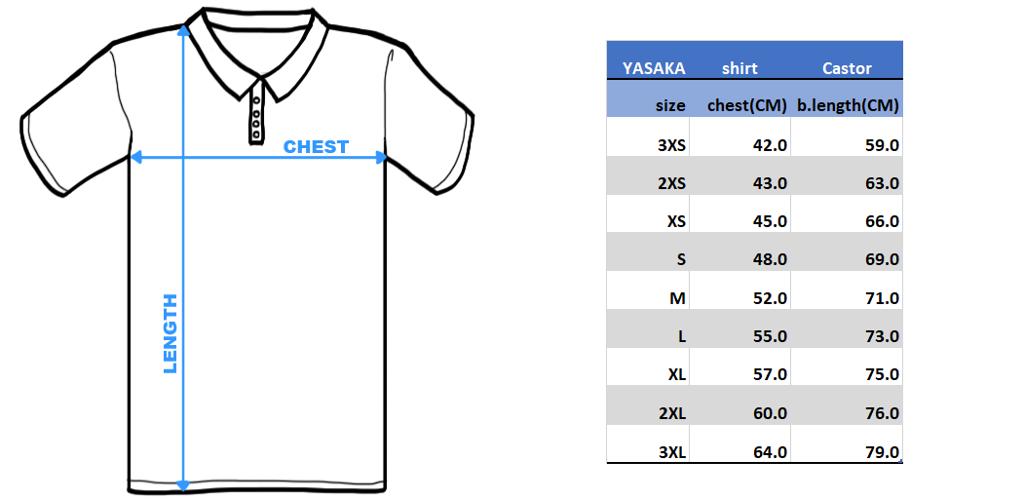 CHEST
LENGTH
YASAKA shirt Castor
size chest(CM) b.length(CM)
3XS 42.0 59.0
2XS 43.0 63.0
XS 45.0 66.0
S 48.0 69.0
M 52.0 71.0
L 55.0 73.0
XL 57.0 75.0
2XL 60.0 76.0
3XL 64.0 79.0